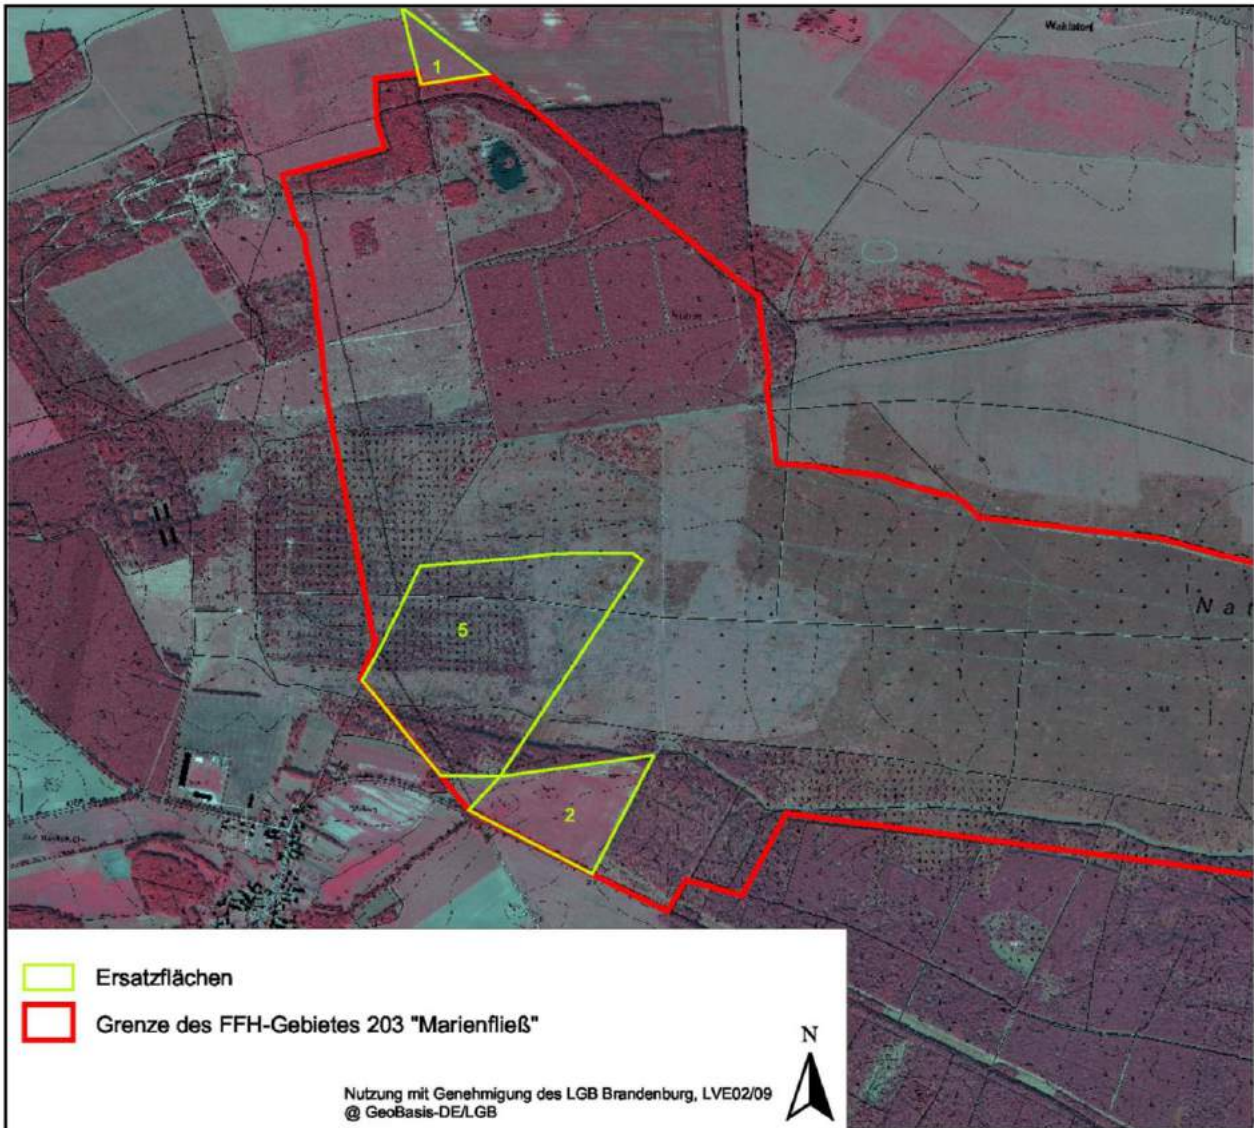 1
5
Nat
2
Ersatzflächen
Grenze des FFH-Gebietes 203 "Marienfließ"
N
Nutzung mit Genehmigung des LGB Brandenburg, LVE02/09
@ GeoBasis-DE/LGB